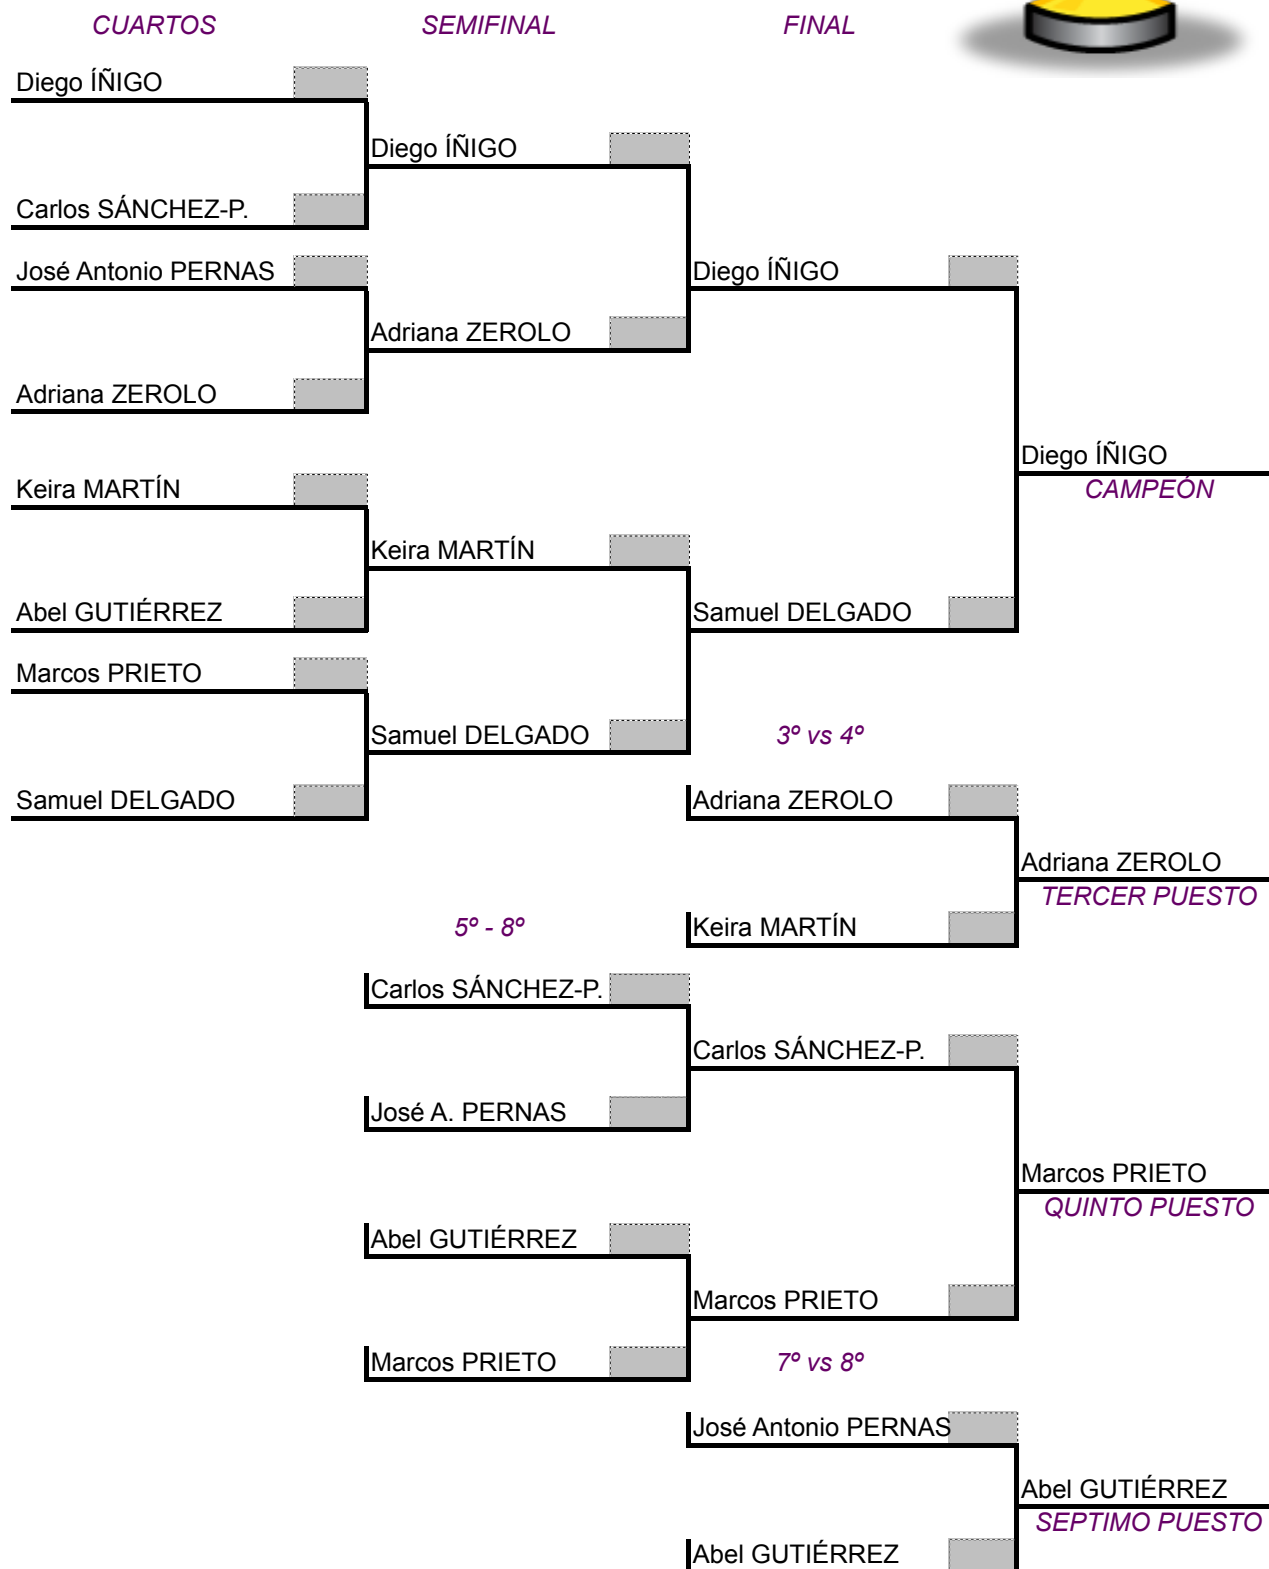 CUARTOS SEMIFINAL FINAL
Diego ÍÑIGO
Diego ÍÑIGO
Carlos SÁNCHEZ-P.
José Antonio PERNAS Diego ÍÑIGO
Adriana ZEROLO
Adriana ZEROLO
Diego ÍÑIGO
Keira MARTÍN CAMPEÓN
Keira MARTÍN
Abel GUTIÉRREZ Samuel DELGADO
Marcos PRIETO
Samuel DELGADO 3º vs 4º
Samuel DELGADO Adriana ZEROLO
Adriana ZEROLO
TERCER PUESTO
5º - 8º Keira MARTÍN
Carlos SÁNCHEZ-P.
Carlos SÁNCHEZ-P.
José A. PERNAS
Marcos PRIETO
QUINTO PUESTO
Abel GUTIÉRREZ
Marcos PRIETO
Marcos PRIETO 7º vs 8º
José Antonio PERNAS
Abel GUTIÉRREZ
SEPTIMO PUESTO
Abel GUTIÉRREZ